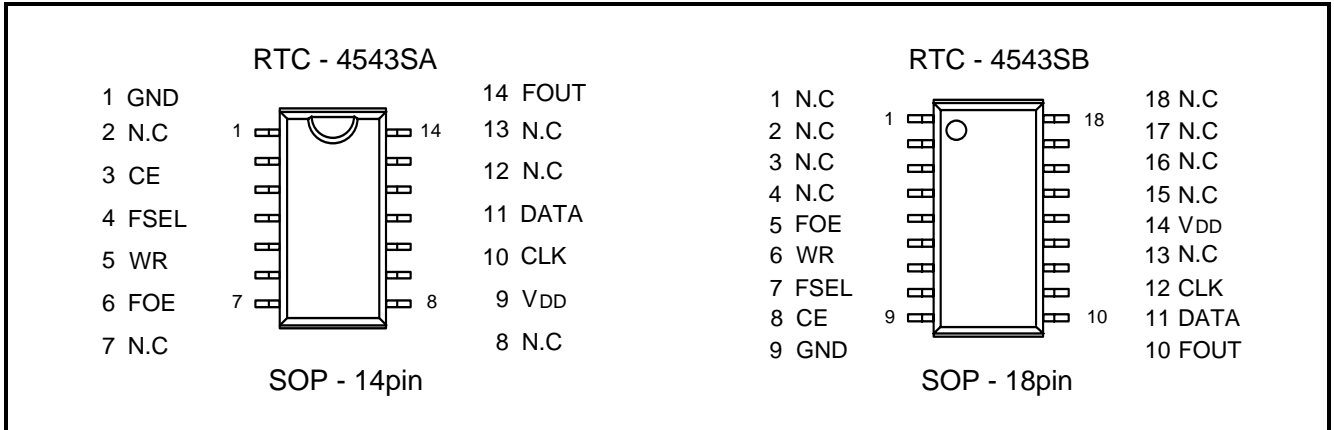 RTC - 4543SA
1 GND
2 N.C
3 CE
4 FSEL
5 WR
6 FOE
7 N.C
1
7
14
8
14 FOUT
13 N.C
12 N.C
11 DATA
10 CLK
9 VDD
8 N.C
SOP - 14pin
RTC - 4543SB
1 N.C
2 N.C
3 N.C
4 N.C
5 FOE
6 WR
7 FSEL
8 CE
9 GND
1
9
18
10
18 N.C
17 N.C
16 N.C
15 N.C
14 VDD
13 N.C
12 CLK
11 DATA
10 FOUT
SOP - 18pin